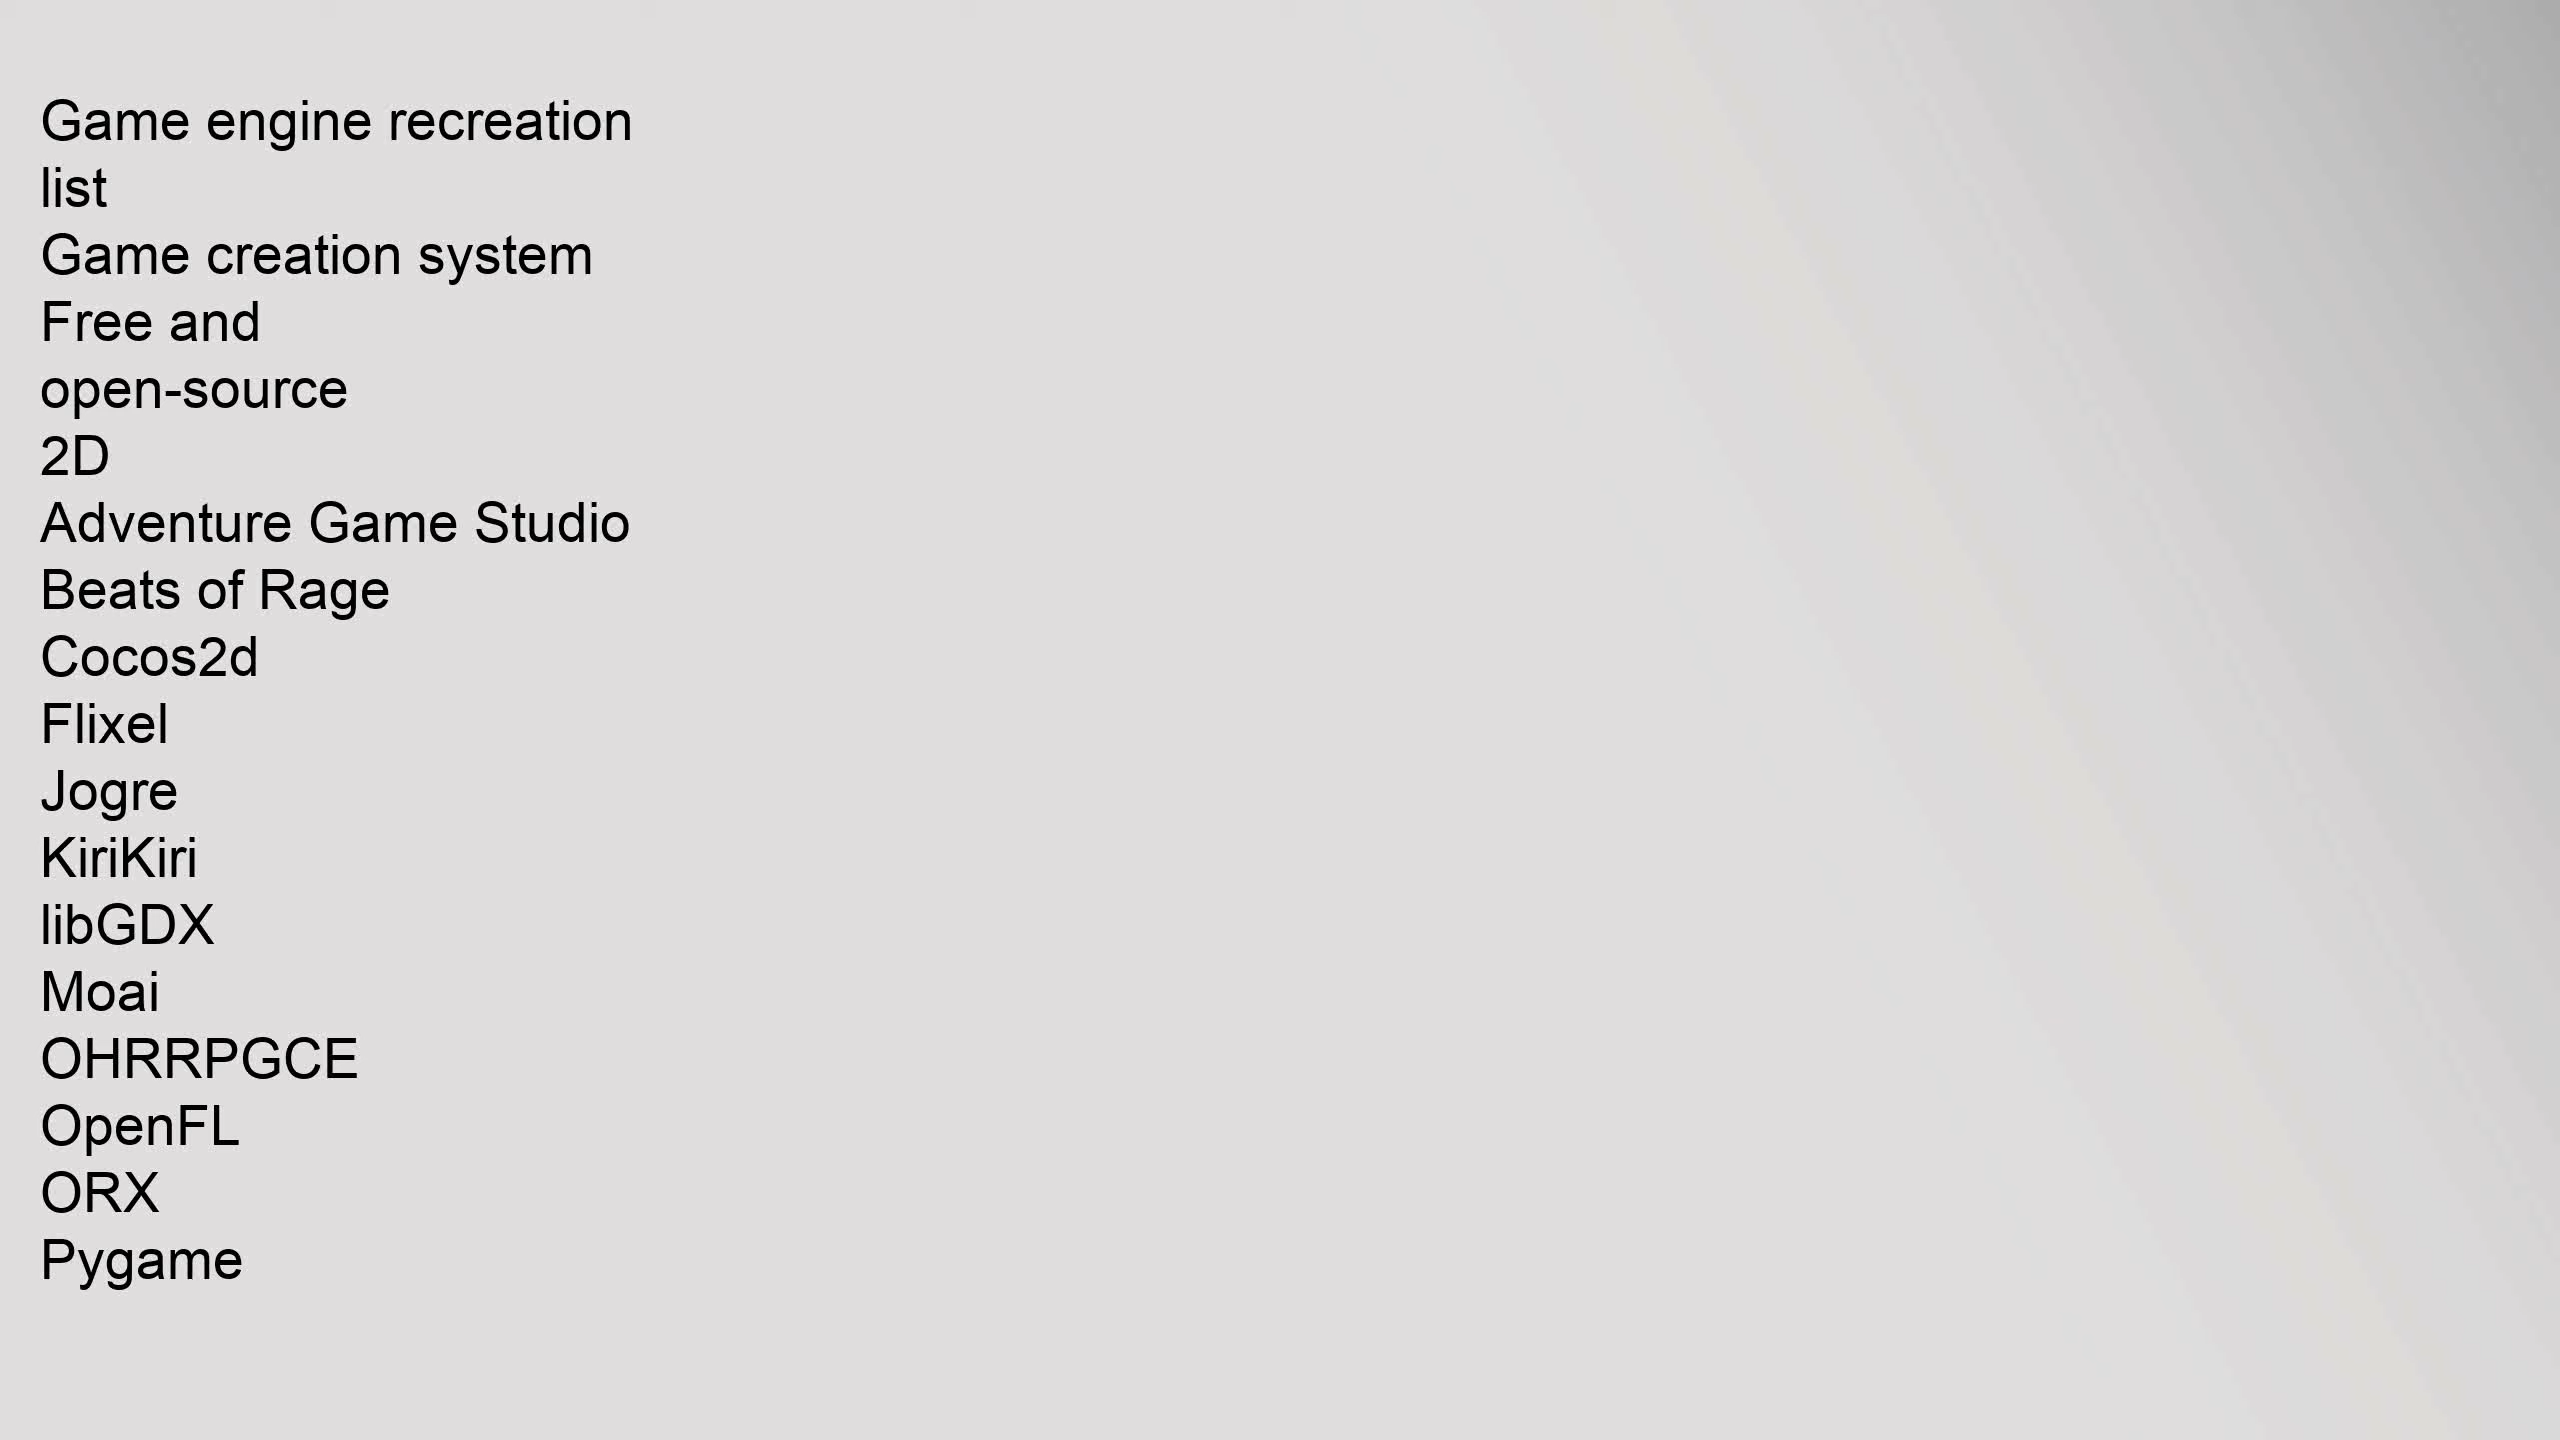 Game engine recreation
list
Game creation system
Free and
open-source
2D
Adventure Game Studio
Beats of Rage
Cocos2d
Flixel
Jogre
KiriKiri
libGDX
Moai
OHRRPGCE
OpenFL
ORX
Pygame